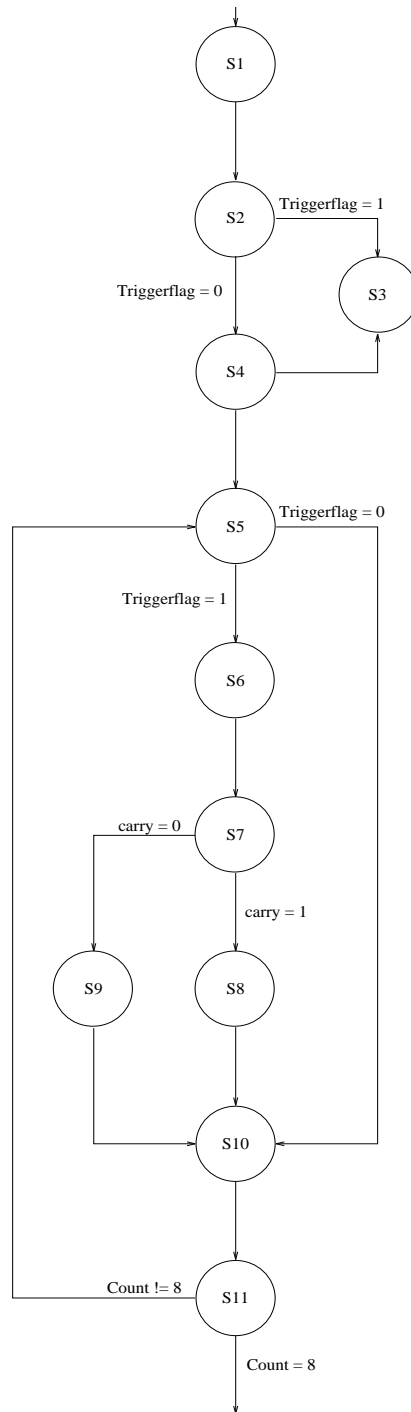 S1
S2
Triggerflag = 1
Triggerflag = 0
S3
S4
S5
Triggerflag = 0
Triggerflag = 1
S6
carry = 0
S7
carry = 1
S9
S8
S10
Count != 8
S11
Count = 8